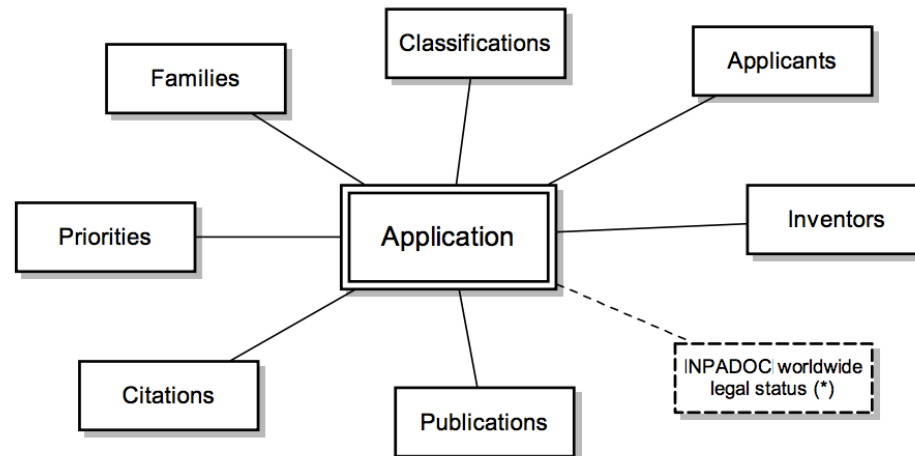 Classifications
Families
Applicants
Priorities
Application
Inventors
INPADOC worldwide
legal status (*)
Citations
Publications